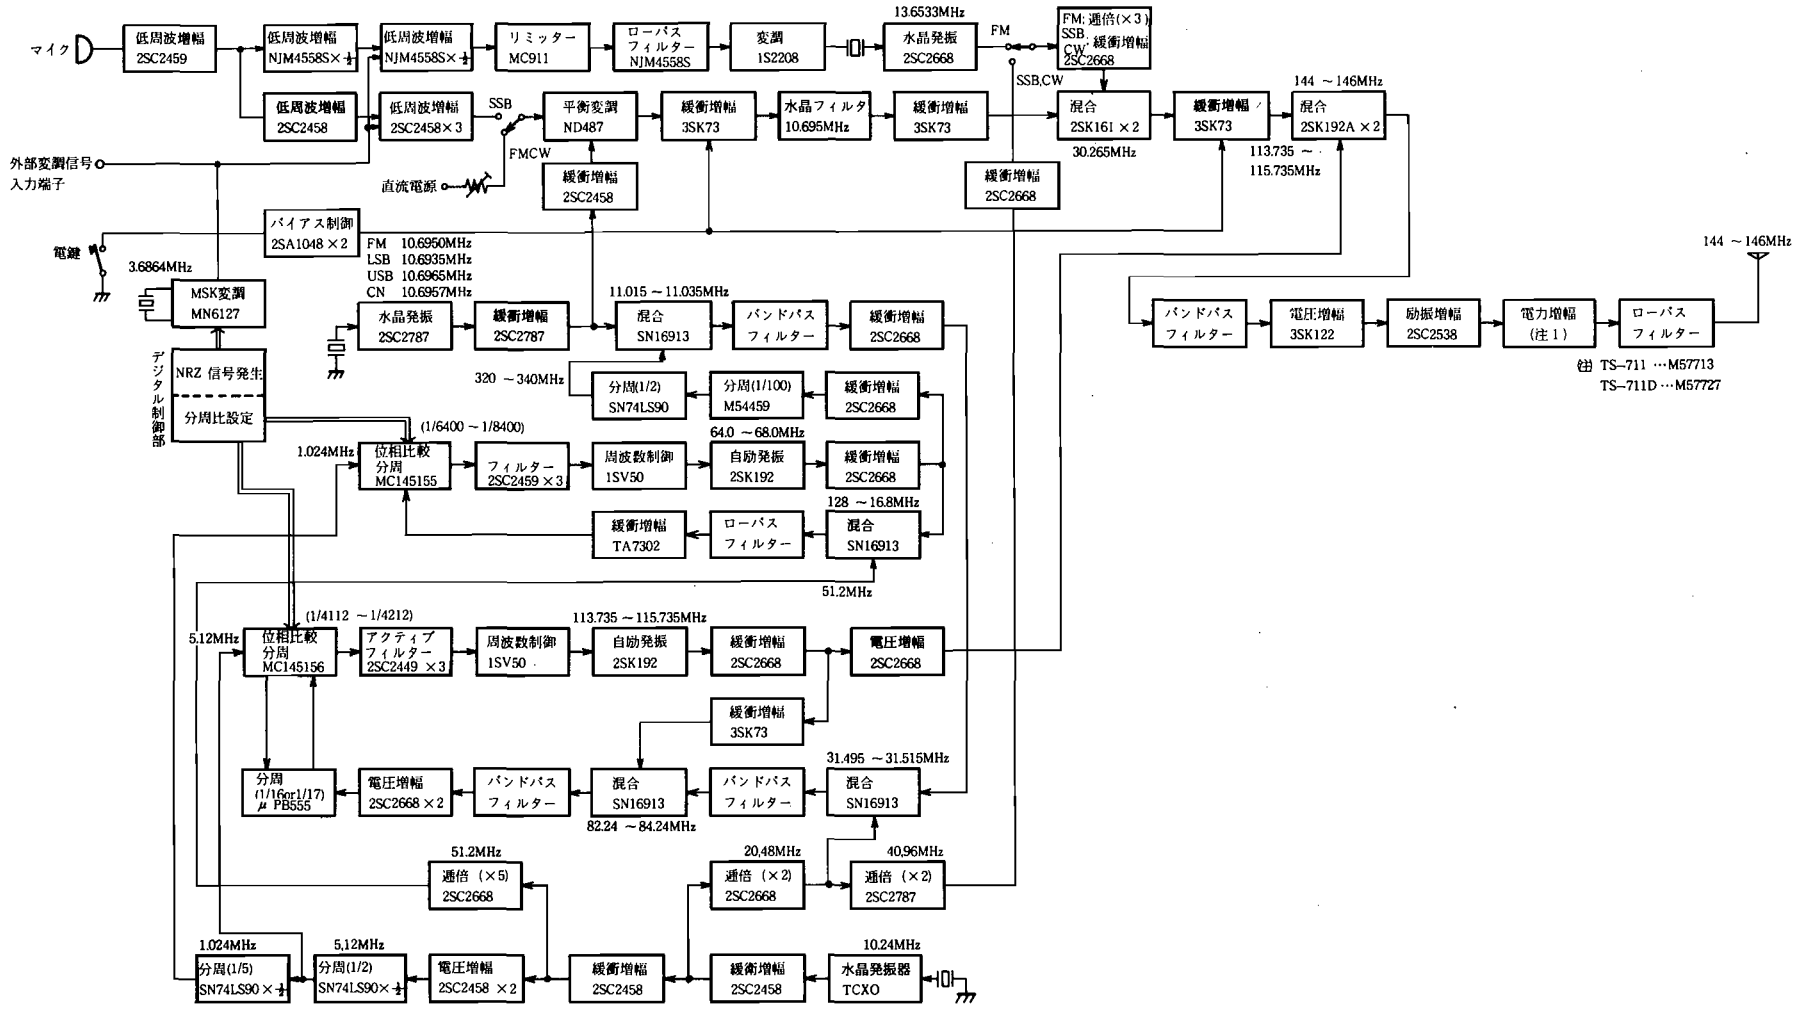 マイク
低周波増幅
2SC2459
低周波増幅
NJM4558S×½
低周波増幅
NJM4558S×½
リミッター
MC911
ローパス
フィルター
NJM4558S
変調
1S2208
13.6533MHz
水晶発振
2SC2668
FM
SSB,CW
FM; 逓倍(×3)
SSB, 緩衝増幅
CW
2SC2668
低周波増幅
2SC2458
低周波増幅
2SC2458×3
SSB
FMCW
平衡変調
ND487
緩衝増幅
3SK73
水晶フィルタ
10.695MHz
緩衝増幅
3SK73
混合
2SK161 ×2
30.265MHz
緩衝増幅
3SK73
144 ～146MHz
混合
2SK192A ×2
113.735 ～
115.735MHz
外部変調信号
入力端子
直流電源
緩衝増幅
2SC2458
緩衝増幅
2SC2668
バイアス制御
2SA1048 ×2
電鍵
FM 10.6950MHz
LSB 10.6935MHz
USB 10.6965MHz
CN 10.6957MHz
3.6864MHz
MSK変調
MN6127
144 ～146MHz
水晶発振
2SC2787
緩衝増幅
2SC2787
11.015 ～11.035MHz
混合
SN16913
バンドパス
フィルター
緩衝増幅
2SC2668
バンドパス
フィルター
電圧増幅
3SK122
励振増幅
2SC2538
電力増幅
(注1)
ローパス
フィルター
注 TS-711 …M57713
TS-711D …M57727
デジタル制御部
NRZ 信号発生
分周比設定
320 ～340MHz
分周(1/2)
SN74LS90
分周(1/100)
M54459
緩衝増幅
2SC2668
(1/6400 ～1/8400)
1.024MHz
位相比較
分周
MC145155
フィルター
2SC2459 ×3
周波数制御
1SV50
64.0 ～68.0MHz
自励発振
2SK192
緩衝増幅
2SC2668
128 ～16.8MHz
緩衝増幅
TA7302
ローパス
フィルター
混合
SN16913
51.2MHz
(1/4112 ～1/4212)
5.12MHz
位相比較
分周
MC145156
アクティブ
フィルター
2SC2449 ×3
周波数制御
1SV50
113.735 ～115.735MHz
自励発振
2SK192
緩衝増幅
2SC2668
電圧増幅
2SC2668
緩衝増幅
3SK73
31.495 ～31.515MHz
分周
(1/16or1/17)
μPB555
電圧増幅
2SC2668 ×2
バンドパス
フィルター
混合
SN16913
82.24 ～84.24MHz
バンドパス
フィルター
混合
SN16913
51.2MHz
逓倍 (×5)
2SC2668
20,48MHz
逓倍 (×2)
2SC2668
40,96MHz
逓倍 (×2)
2SC2787
1.024MHz
分周(1/5)
SN74LS90×½
5,12MHz
分周(1/2)
SN74LS90×½
電圧増幅
2SC2458 ×2
緩衝増幅
2SC2458
緩衝増幅
2SC2458
10.24MHz
水晶発振器
TCXO